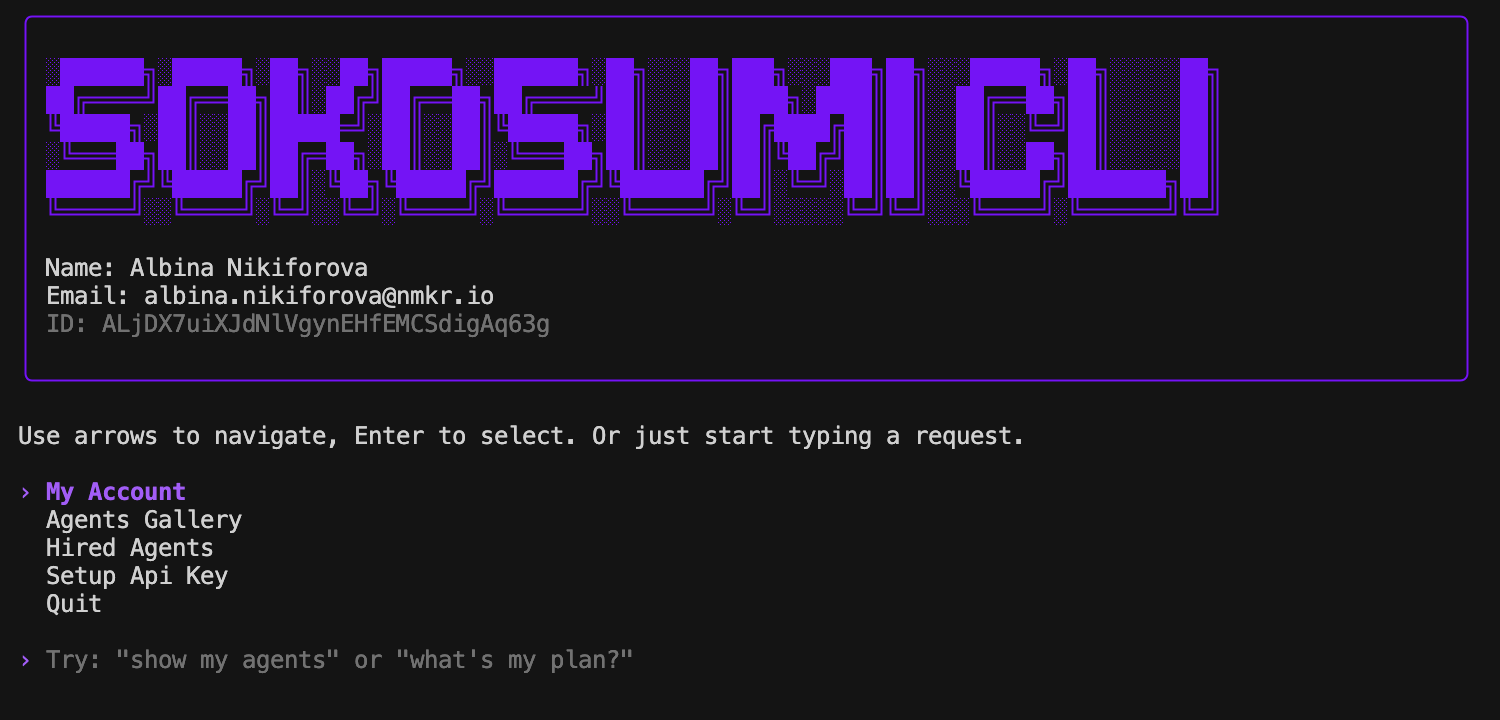 SOKOSUMI CLI
Name: Albina Nikiforova
Email: albina.nikiforova@nmkr.io
ID: ALjDX7uiXJdNlVgynEHfEMCSdigAq63g
Use arrows to navigate, Enter to select. Or just start typing a request.
› My Account
Agents Gallery
Hired Agents
Setup Api Key
Quit
› Try: "show my agents" or "what's my plan?"